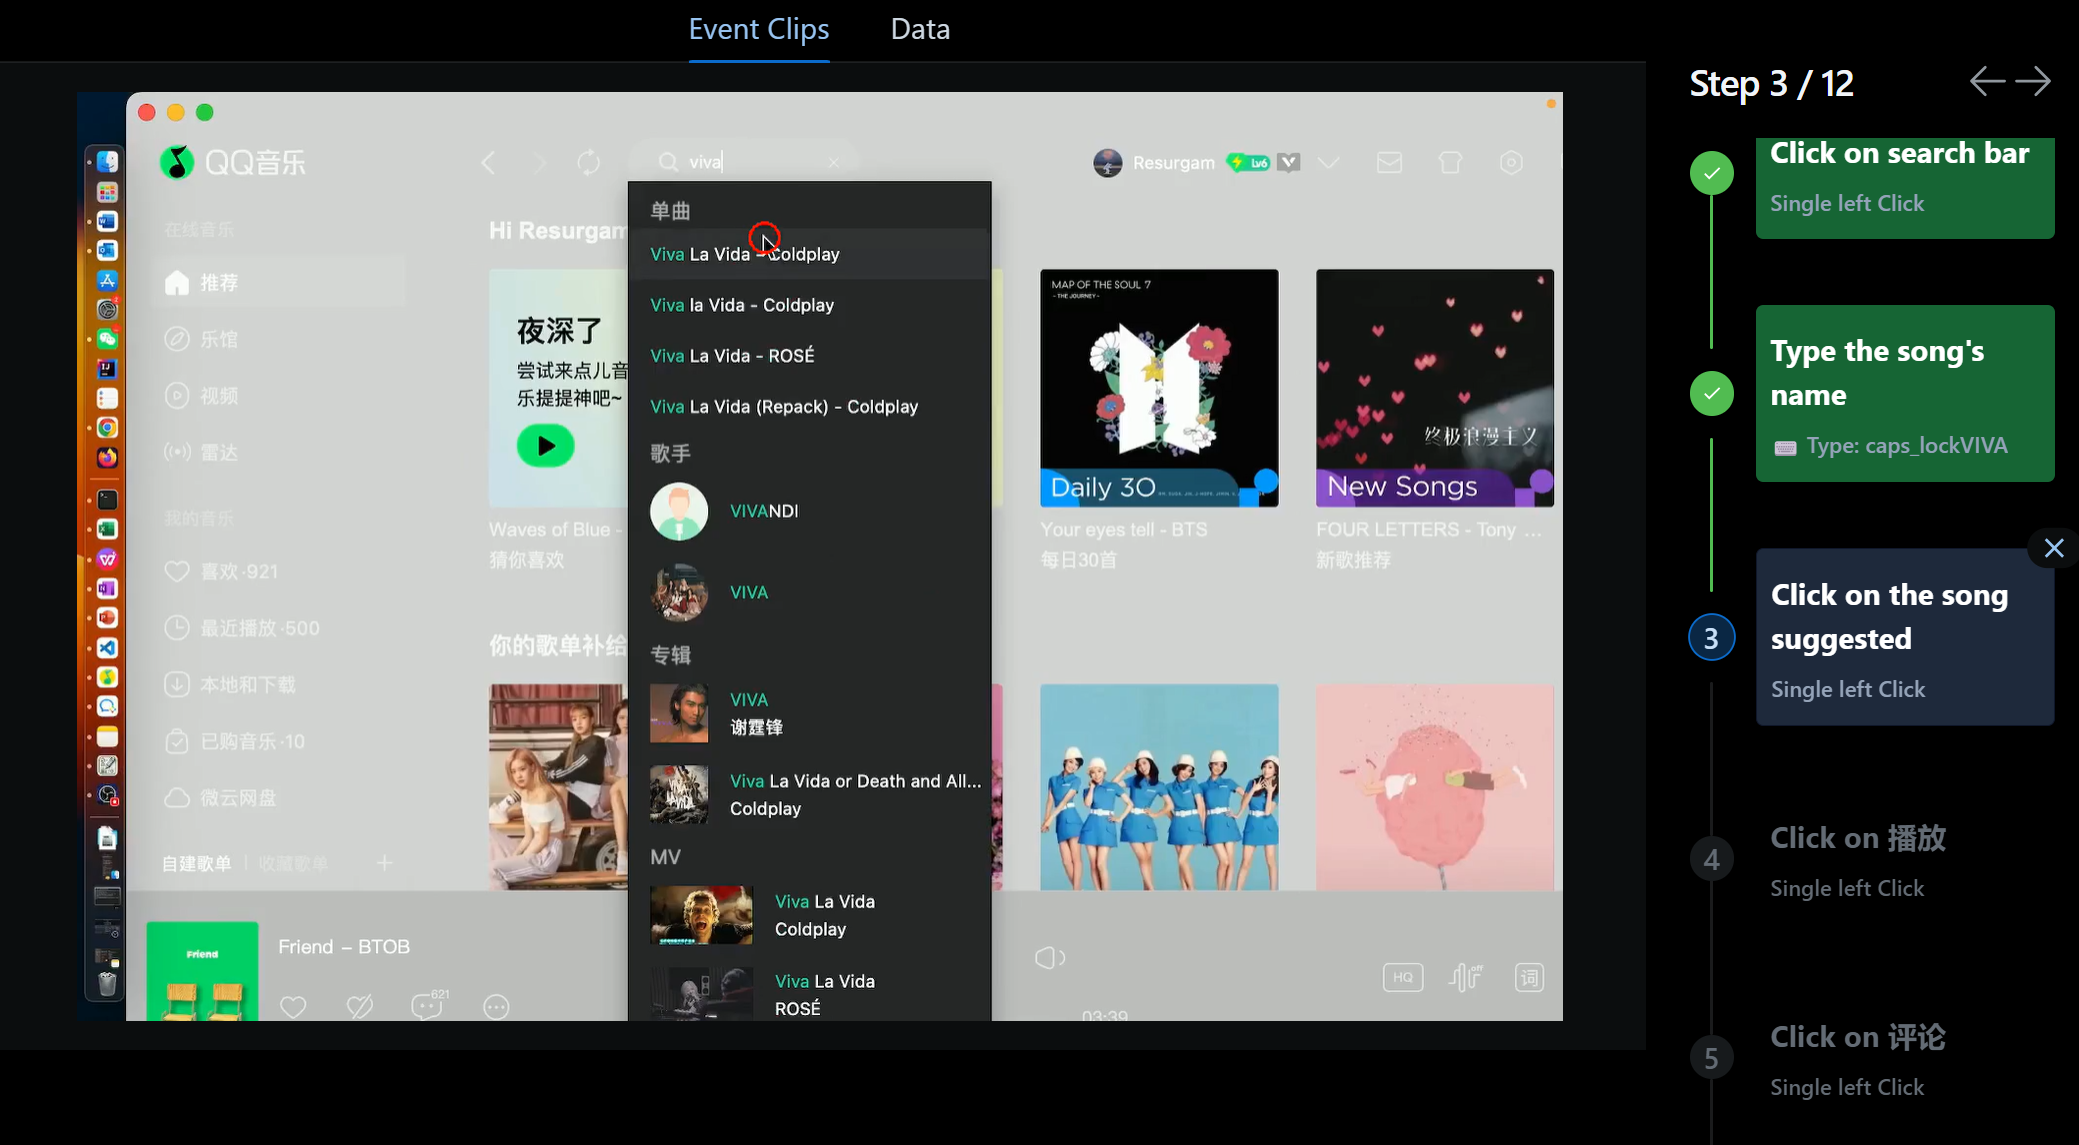 Event Clips
Data
Step 3 / 12
QQ音乐
viva
Resurgam
Lv6
在线音乐
推荐
乐馆
视频
雷达
我的音乐
喜欢·921
最近播放·500
本地和下载
已购音乐·10
微云网盘
自建歌单
收藏歌单
Hi Resurgam
夜深了
尝试来点儿音
乐提提神吧~
Waves of Blue -
猜你喜欢
你的歌单补给
单曲
Viva La Vida - Coldplay
Viva la Vida - Coldplay
Viva La Vida - ROSÉ
Viva La Vida (Repack) - Coldplay
歌手
VIVANDI
VIVA
专辑
VIVA
谢霆锋
Viva La Vida or Death and All...
Coldplay
MV
Viva La Vida
Coldplay
Viva La Vida
ROSÉ
MAP OF THE SOUL 7
- THE JOURNEY -
Daily 30
Your eyes tell - BTS
每日30首
终极浪漫主义
New Songs
FOUR LETTERS - Tony ...
新歌推荐
Friend
Friend – BTOB
621
03:39
HQ
off
词
Click on search bar
Single left Click
Type the song's
name
Type: caps_lockVIVA
3
Click on the song
suggested
Single left Click
4
Click on 播放
Single left Click
5
Click on 评论
Single left Click